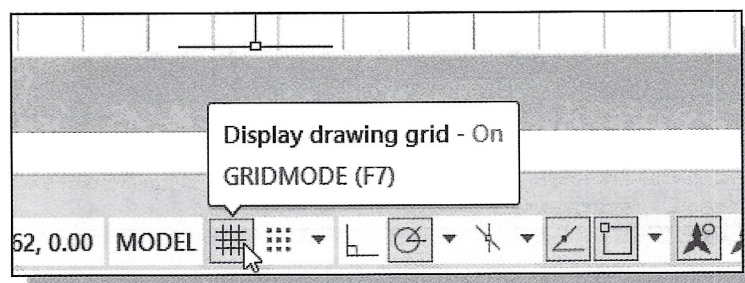 Display drawing grid - On
GRIDMODE (F7)
62, 0.00 MODEL